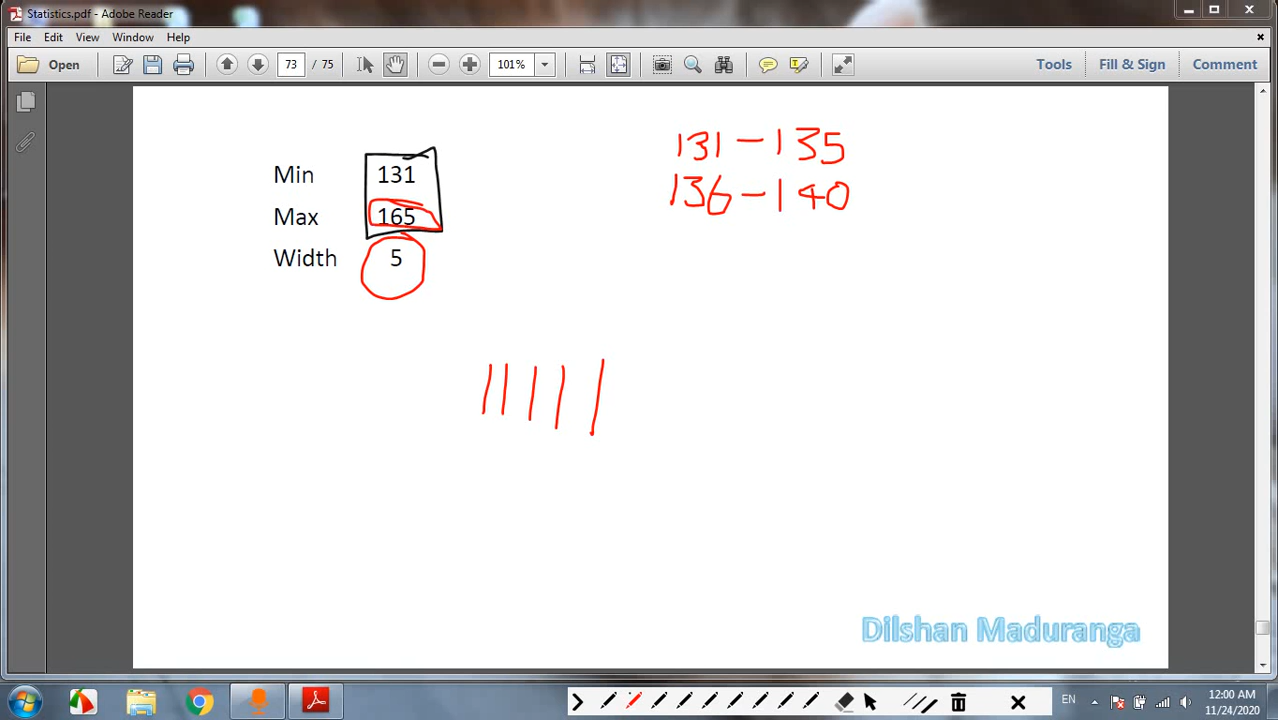 Statistics.pdf - Adobe Reader
File Edit View Window Help
Open 73 / 75 101% Tools Fill & Sign Comment
Min 131
Max 165
Width 5
131 - 135
136 - 140
Dilshan Maduranga
EN 12:00 AM
11/24/2020